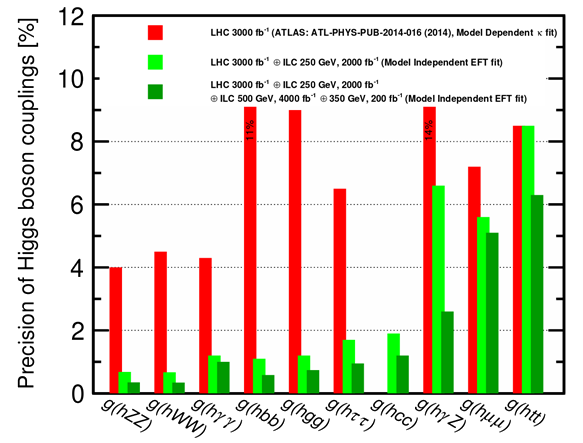 12
10
8
6
4
2
0
Precision of Higgs boson couplings [%]
LHC 3000 fb⁻¹ (ATLAS: ATL-PHYS-PUB-2014-016 (2014), Model Dependent κ fit)
LHC 3000 fb⁻¹ ⊕ ILC 250 GeV, 2000 fb⁻¹ (Model Independent EFT fit)
LHC 3000 fb⁻¹ ⊕ ILC 250 GeV, 2000 fb⁻¹
⊕ ILC 500 GeV, 4000 fb⁻¹ ⊕ 350 GeV, 200 fb⁻¹ (Model Independent EFT fit)
11%
14%
g(hZZ)
g(hWW)
g(hγγ)
g(hbb)
g(hgg)
g(hττ)
g(hcc)
g(hγZ)
g(hμμ)
g(htt)